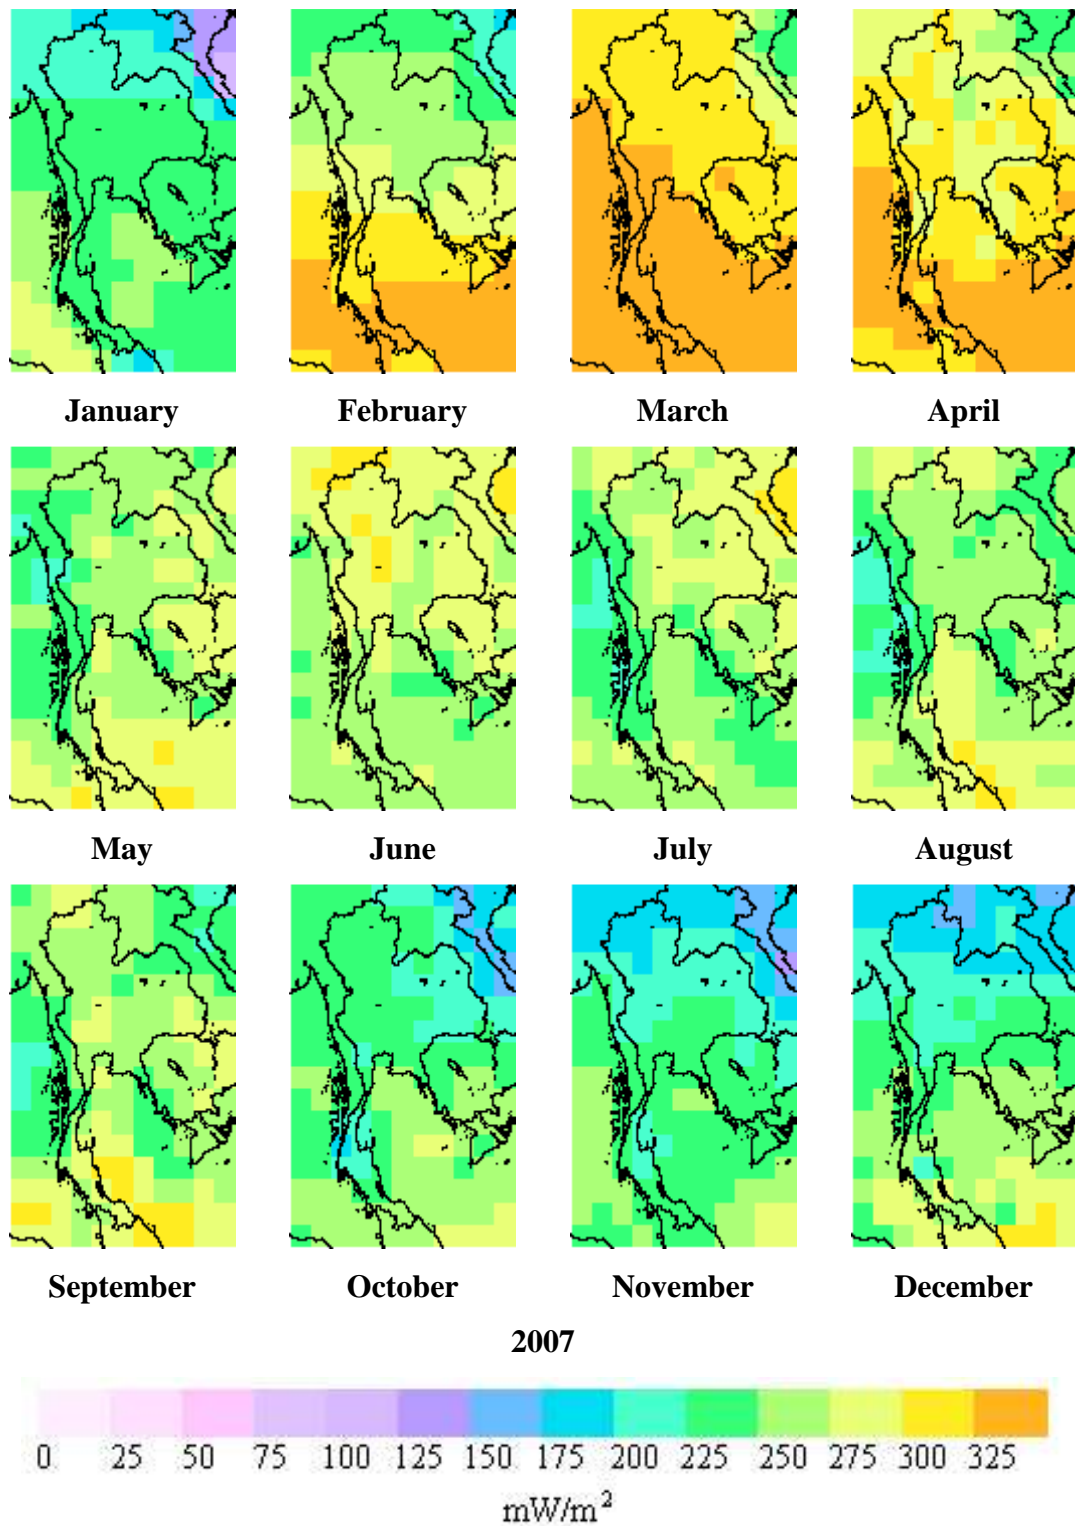 January February March April
May June July August
September October November December
2007
0 25 50 75 100 125 150 175 200 225 250 275 300 325
mW/m²